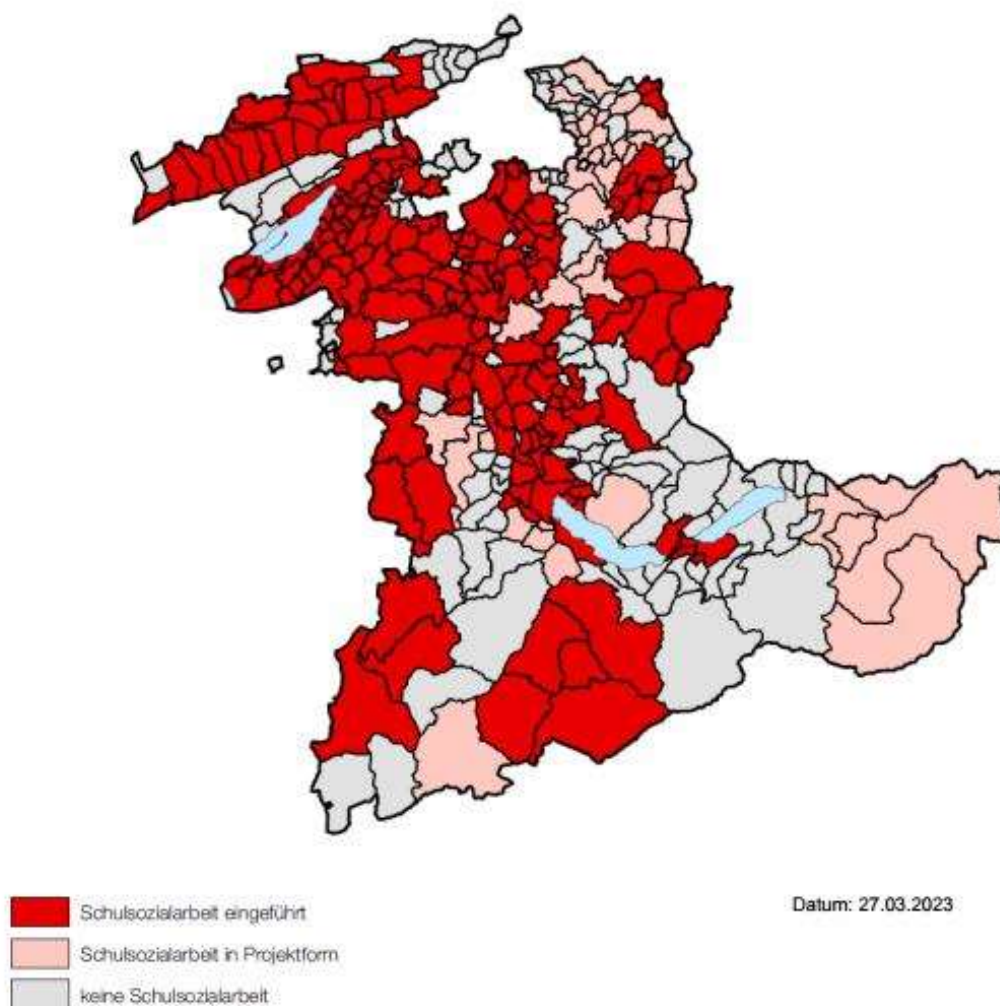 Schulsozialarbeit eingeführt
Datum: 27.03.2023
Schulsozialarbeit in Projektform
keine Schulsozialarbeit